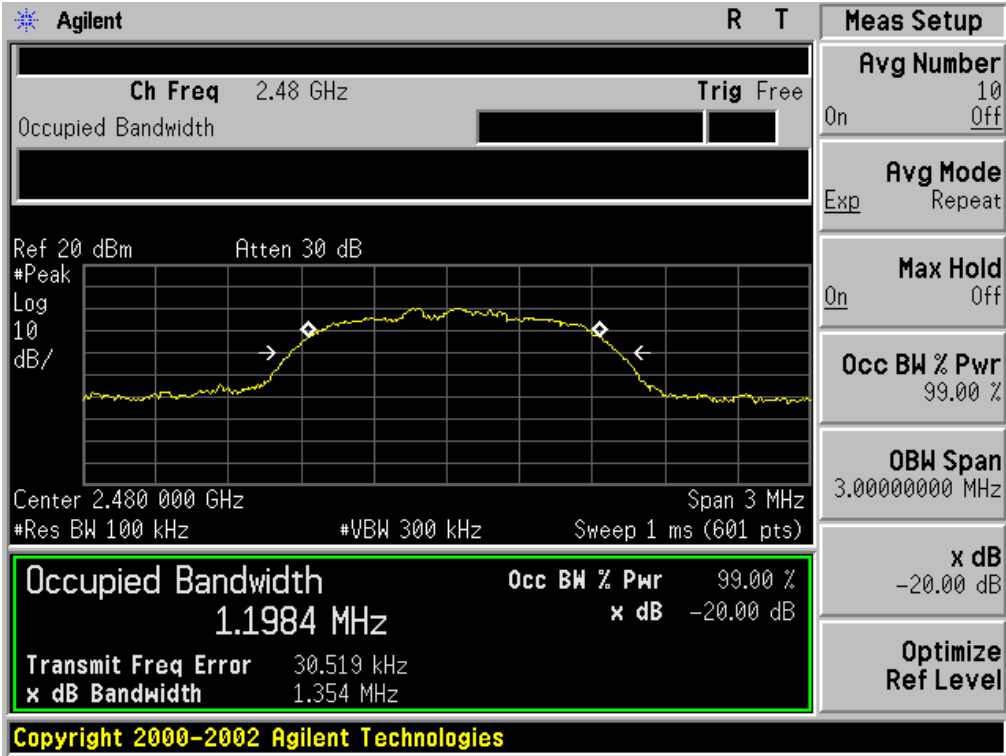 Agilent R T Meas Setup
Ch Freq 2.48 GHz Trig Free
Occupied Bandwidth
Ref 20 dBm Atten 30 dB
#Peak
Log
10
dB/
Center 2.480 000 GHz Span 3 MHz
#Res BW 100 kHz #VBW 300 kHz Sweep 1 ms (601 pts)
Occupied Bandwidth
1.1984 MHz
Occ BW % Pwr 99.00 %
x dB -20.00 dB
Transmit Freq Error 30.519 kHz
x dB Bandwidth 1.354 MHz
Avg Number
10
On Off
Avg Mode
Exp Repeat
Max Hold
On Off
Occ BW % Pwr
99.00 %
OBW Span
3.00000000 MHz
x dB
-20.00 dB
Optimize
Ref Level
Copyright 2000-2002 Agilent Technologies